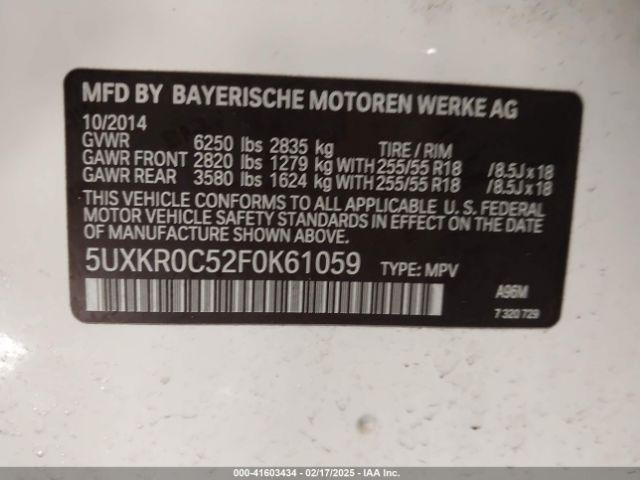 MFD BY BAYERISCHE MOTOREN WERKE AG
10/2014
GVWR 6250 lbs 2835 kg TIRE / RIM
GAWR FRONT 2820 lbs 1279 kg WITH 255/55 R18 /8.5J x 18
GAWR REAR 3580 lbs 1624 kg WITH 255/55 R18 /8.5J x 18
THIS VEHICLE CONFORMS TO ALL APPLICABLE U. S. FEDERAL
MOTOR VEHICLE SAFETY STANDARDS IN EFFECT ON THE DATE
OF MANUFACTURE SHOWN ABOVE.
5UXKR0C52F0K61059 TYPE: MPV
A96M
7 320 729
000-41603434 - 02/17/2025 - IAA Inc.